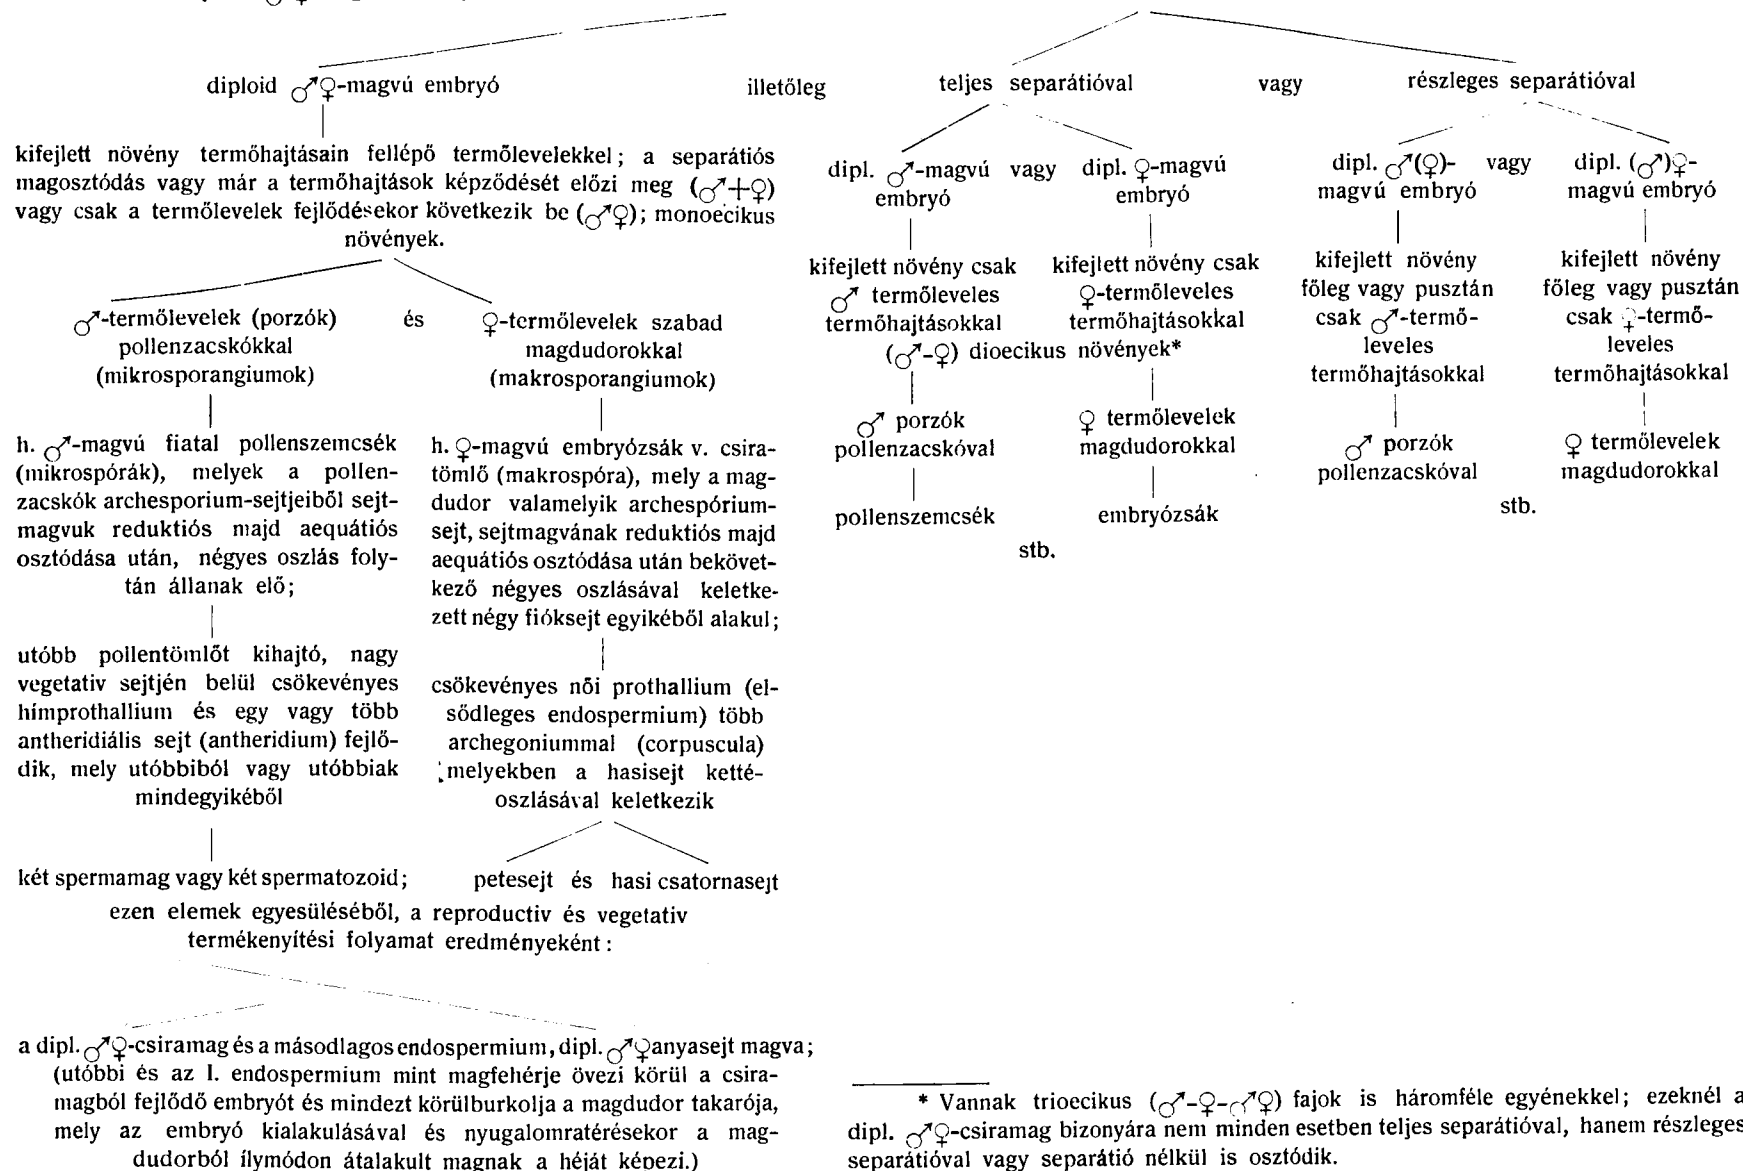 diploid ♂♀-magvú embryó illetőleg teljes separátióval vagy részleges separátióval
kifejlett növény termőhajtásain fellépő termőlevelekkel; a separátiós
magosztódás vagy már a termőhajtások képződését előzi meg (♂+♀)
vagy csak a termőlevelek fejlődésekor következik be (♂♀); monoecikus
növények.
♂-termőlevelek (porzók)
pollenzacskókkal
(mikrosporangiumok)
és
♀-termőlevelek szabad
magdudorokkal
(makrosporangiumok)
h. ♂-magvú fiatal pollenszemcsék
(mikrospórák), melyek a pollen-
zacskók archesporium-sejtjeiből sejt-
magvuk reduktiós majd aequátiós
osztódása után, négyes oszlás foly-
tán állanak elő;
h. ♀-magvú embryózsák v. csira-
tömlő (makrospóra), mely a mag-
dudor valamelyik archespórium-
sejt, sejtmagvának reduktiós majd
aequátiós osztódása után bekövet-
kező négyes oszlásával keletke-
zett négy fióksejt egyikéből alakul;
utóbb pollentömlőt kihajtó, nagy
vegetativ sejtjén belül csökevényes
hímprothallium és egy vagy több
antheridiális sejt (antheridium) fejlő-
dik, mely utóbbiból vagy utóbbiak
mindegyikéből
csökevényes női prothallium (el-
sődleges endospermium) több
archegoniummal (corpuscula)
melyekben a hasisejt ketté-
oszlásával keletkezik
két spermamag vagy két spermatozoid;
petesejt és hasi csatornasejt
ezen elemek egyesüléséből, a reproductiv és vegetativ
termékenyítési folyamat eredményeként:
a dipl. ♂♀-csiramag és a másodlagos endospermium, dipl. ♂♀ anyasejt magva;
(utóbbi és az I. endospermium mint magfehérje övezi körül a csira-
magból fejlődő embryót és mindezt körülburkolja a magdudor takarója,
mely az embryó kialakulásával és nyugalomratérésekor a mag-
dudorból ílymódon átalakult magnak a héját képezi.)
dipl. ♂-magvú
embryó
vagy
dipl. ♀-magvú
embryó
kifejlett növény csak
♂ termőleveles
termőhajtásokkal
kifejlett növény csak
♀-termőleveles
termőhajtásokkal
(♂-♀) dioecikus növények*
♂ porzók
pollenzacskóval
♀ termőlevelek
magdudorokkal
pollenszemcsék
embryózsák
stb.
dipl. ♂(♀)-
magvú embryó
vagy
dipl. (♂)♀-
magvú embryó
kifejlett növény
főleg vagy pusztán
csak ♂-termő-
leveles
termőhajtásokkal
kifejlett növény
főleg vagy pusztán
csak ♀-termő-
leveles
termőhajtásokkal
♂ porzók
pollenzacskóval
♀ termőlevelek
magdudorokkal
stb.
* Vannak trioecikus (♂-♀-♂♀) fajok is háromféle egyénekkel; ezeknél a
dipl. ♂♀-csiramag bizonyára nem minden esetben teljes separátióval, hanem részleges
separátióval vagy separátió nélkül is osztódik.